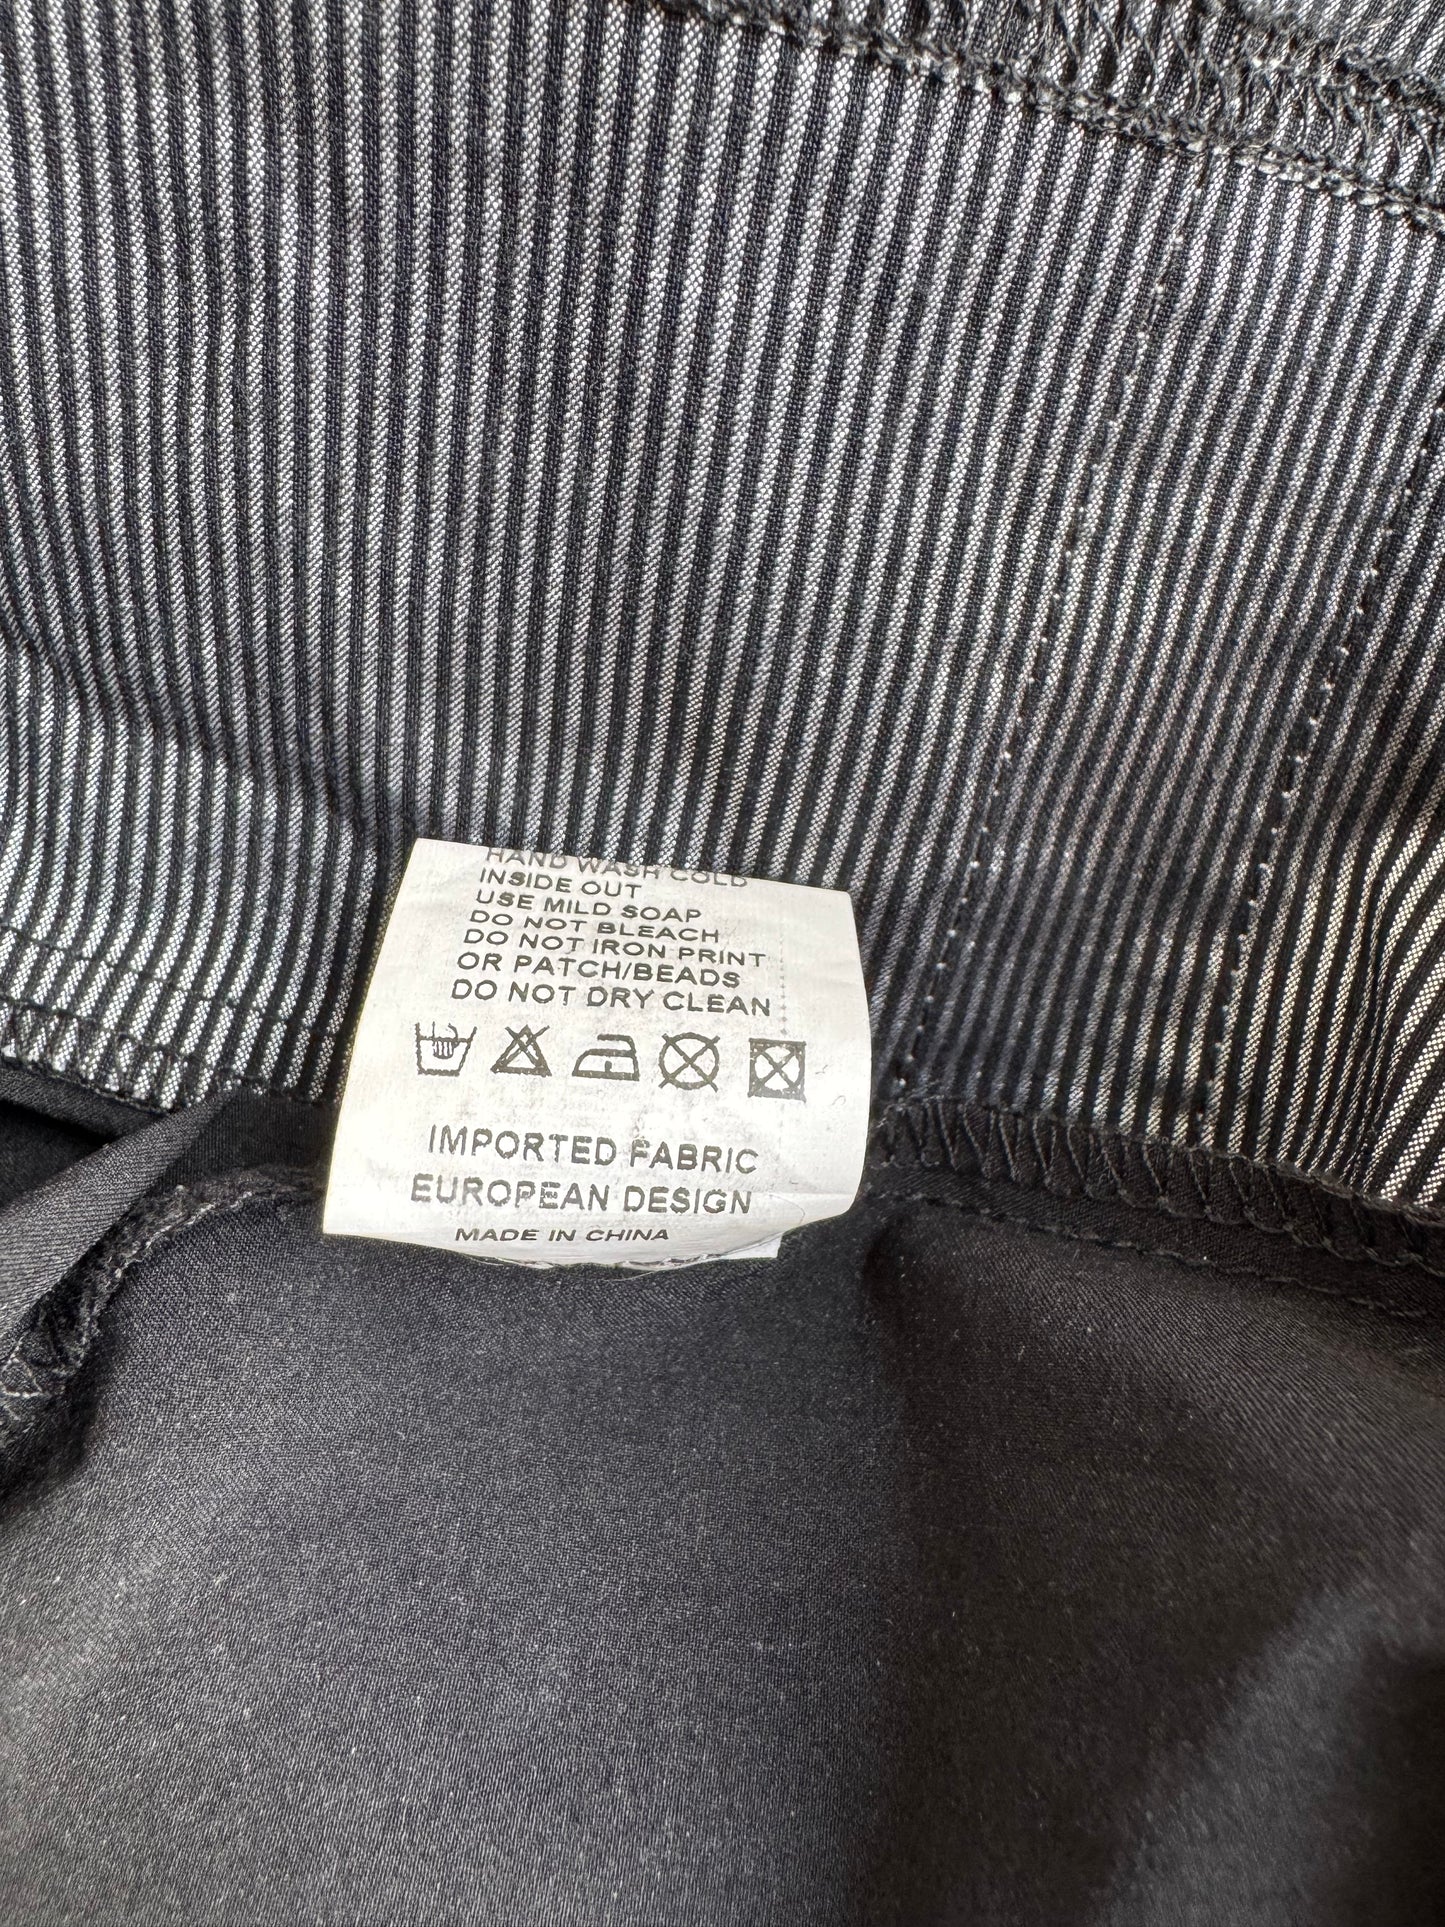 HAND WASH COLD
INSIDE OUT
USE MILD SOAP
DO NOT BLEACH
DO NOT IRON PRINT
OR PATCH/BEADS
DO NOT DRY CLEAN
IMPORTED FABRIC
EUROPEAN DESIGN
MADE IN CHINA